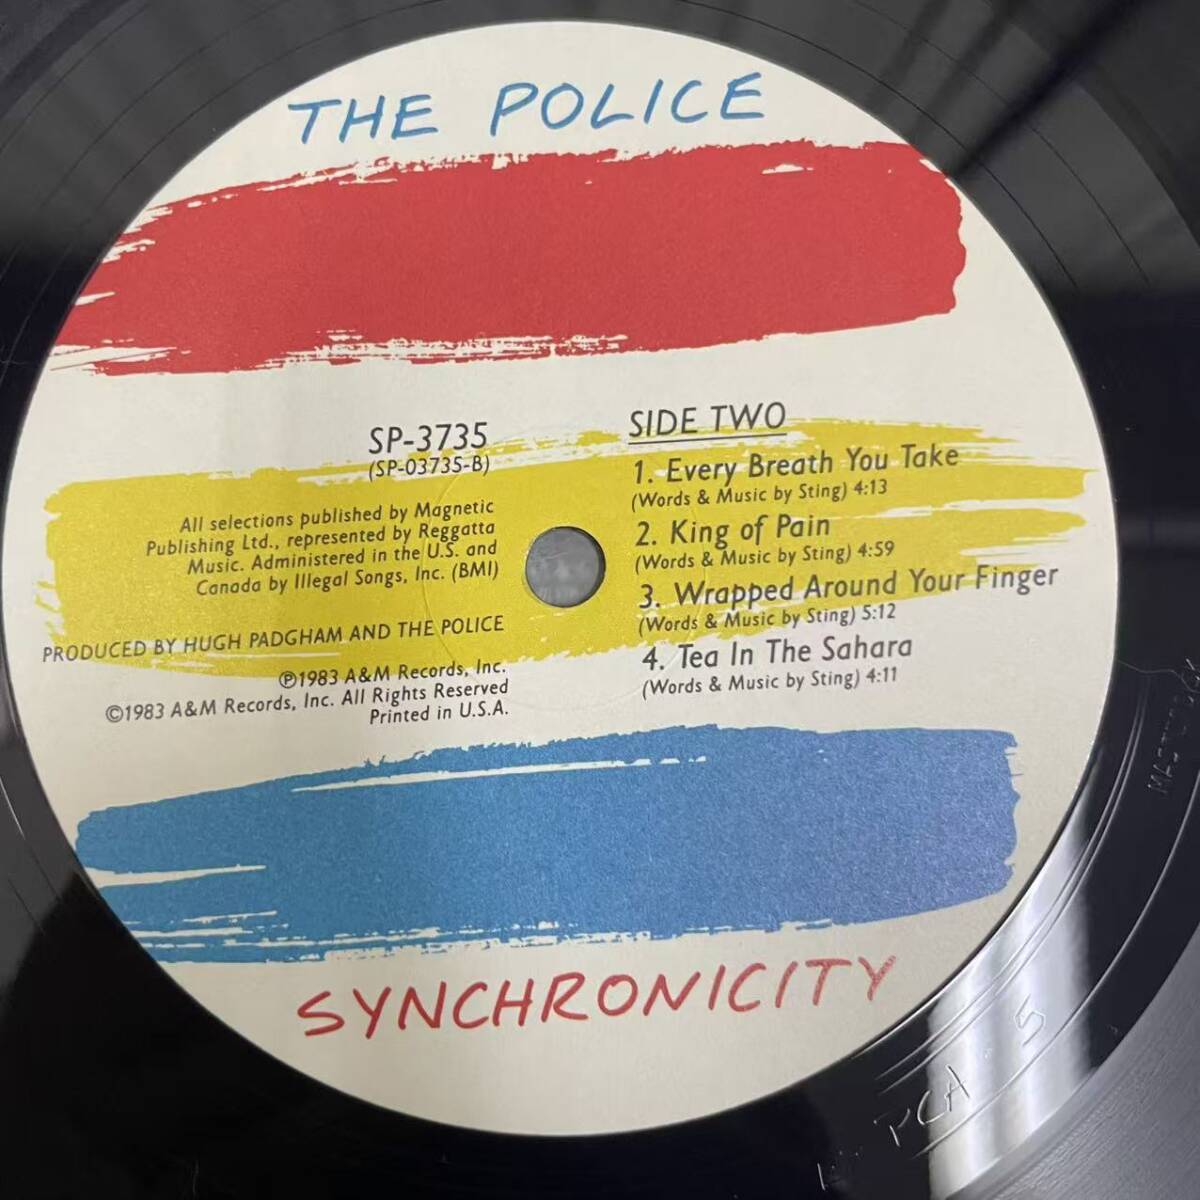 THE POLICE
SP-3735
(SP-03735-B)
All selections published by Magnetic
Publishing Ltd., represented by Reggatta
Music. Administered in the U.S. and
Canada by Illegal Songs, Inc. (BMI)
PRODUCED BY HUGH PADGHAM AND THE POLICE
℗1983 A&M Records, Inc.
©1983 A&M Records, Inc. All Rights Reserved
Printed in U.S.A.
SIDE TWO
1. Every Breath You Take
(Words & Music by Sting) 4:13
2. King of Pain
(Words & Music by Sting) 4:59
3. Wrapped Around Your Finger
(Words & Music by Sting) 5:12
4. Tea In The Sahara
(Words & Music by Sting) 4:11
SYNCHRONICITY